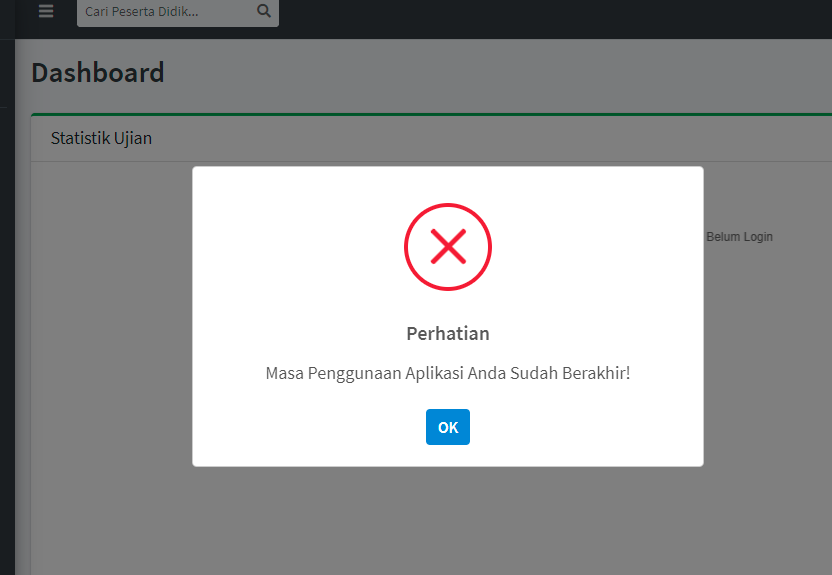 Cari Peserta Didik...
Dashboard
Statistik Ujian
Belum Login
Perhatian
Masa Penggunaan Aplikasi Anda Sudah Berakhir!
OK